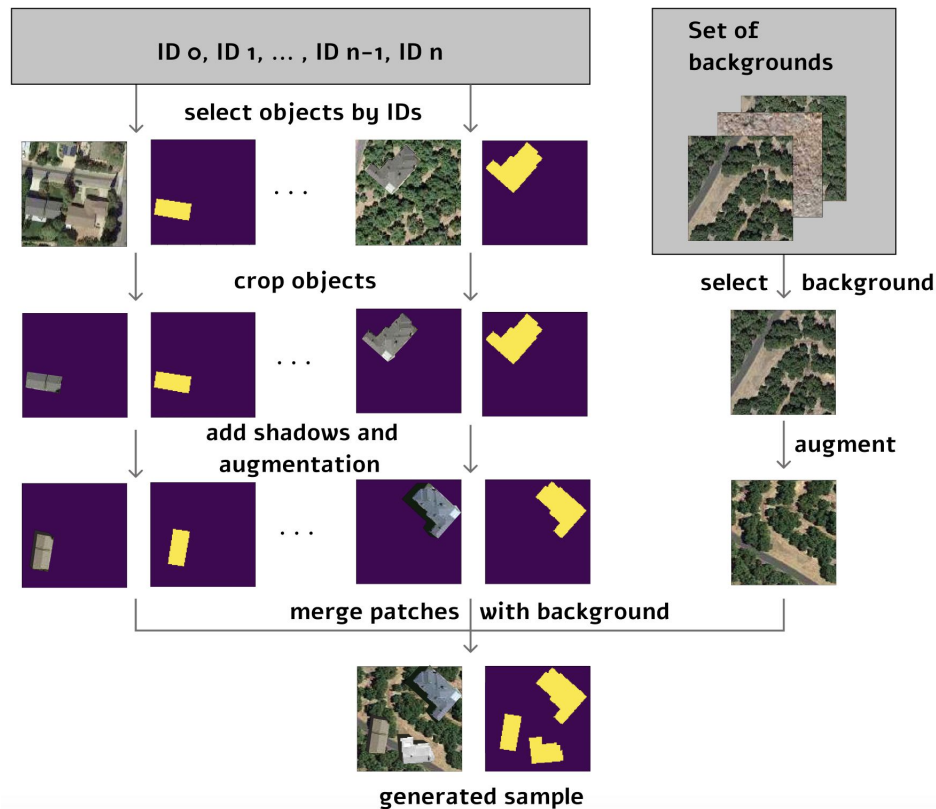 ID 0, ID 1, ... , ID n-1, ID n
Set of
backgrounds
select objects by IDs
. . .
crop objects
select background
. . .
add shadows and
augmentation
augment
. . .
merge patches with background
generated sample